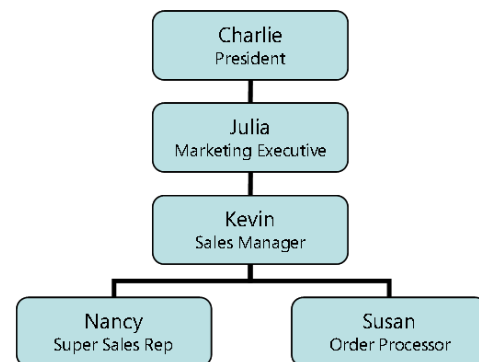 Charlie
President
Julia
Marketing Executive
Kevin
Sales Manager
Nancy
Super Sales Rep
Susan
Order Processor